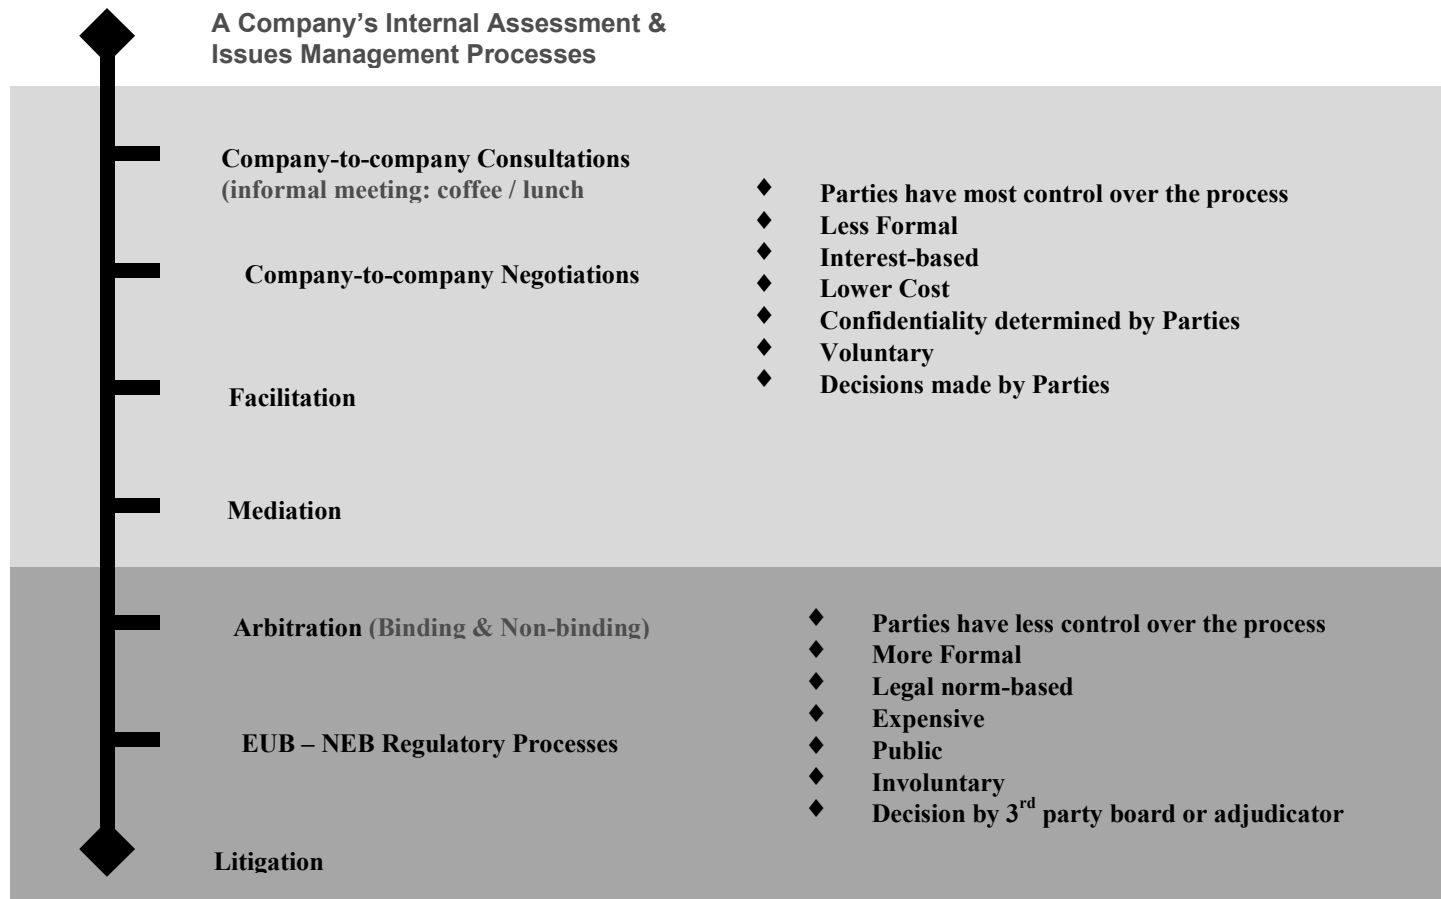 A Company’s Internal Assessment &
Issues Management Processes
Company-to-company Consultations
(informal meeting: coffee / lunch
Company-to-company Negotiations
Facilitation
Mediation
♦ Parties have most control over the process
♦ Less Formal
♦ Interest-based
♦ Lower Cost
♦ Confidentiality determined by Parties
♦ Voluntary
♦ Decisions made by Parties
Arbitration (Binding & Non-binding)
EUB – NEB Regulatory Processes
Litigation
♦ Parties have less control over the process
♦ More Formal
♦ Legal norm-based
♦ Expensive
♦ Public
♦ Involuntary
♦ Decision by 3rd party board or adjudicator